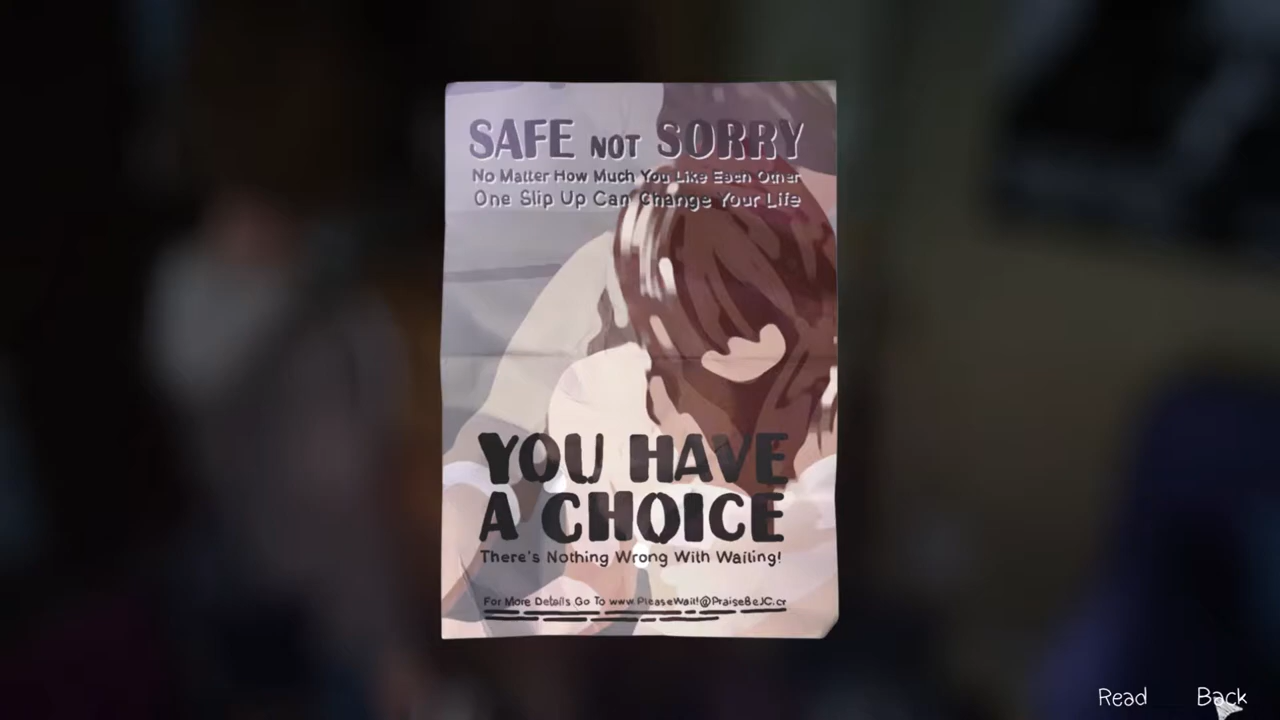 SAFE NOT SORRY
No Matter How Much You Like Each Other
One Slip Up Can Change Your Life
YOU HAVE
A CHOICE
There's Nothing Wrong With Waiting!
For More Details Go To www.PleaseWait!@PraiseBeJC.cr
Read Back